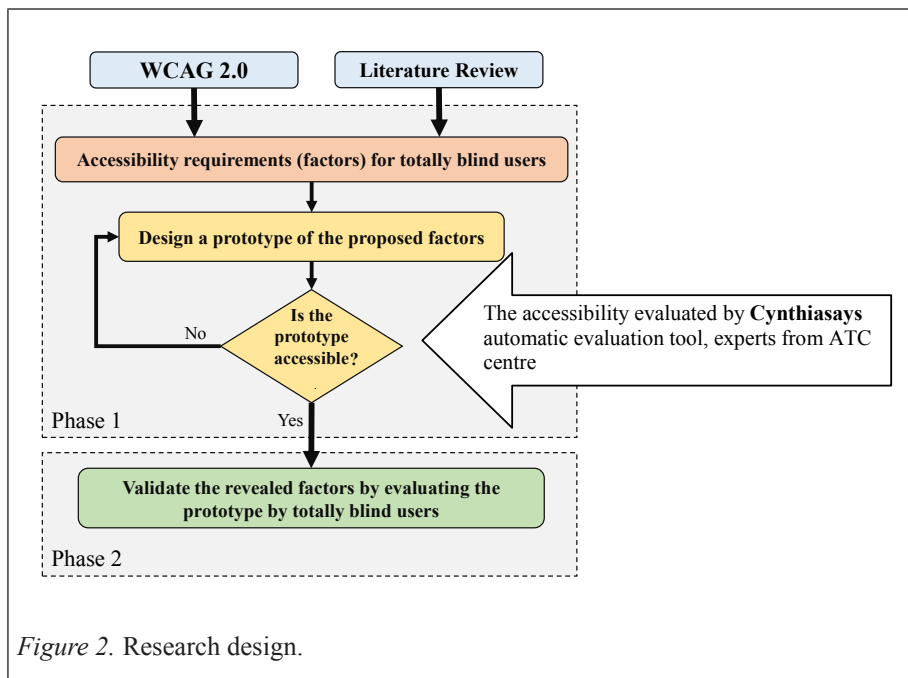 WCAG 2.0
Literature Review
Accessibility requirements (factors) for totally blind users
Design a prototype of the proposed factors
Is the
prototype
accessible?
No
The accessibility evaluated by Cynthiasays
automatic evaluation tool, experts from ATC
centre
Phase 1
Yes
Validate the revealed factors by evaluating the
prototype by totally blind users
Phase 2
Figure 2. Research design.